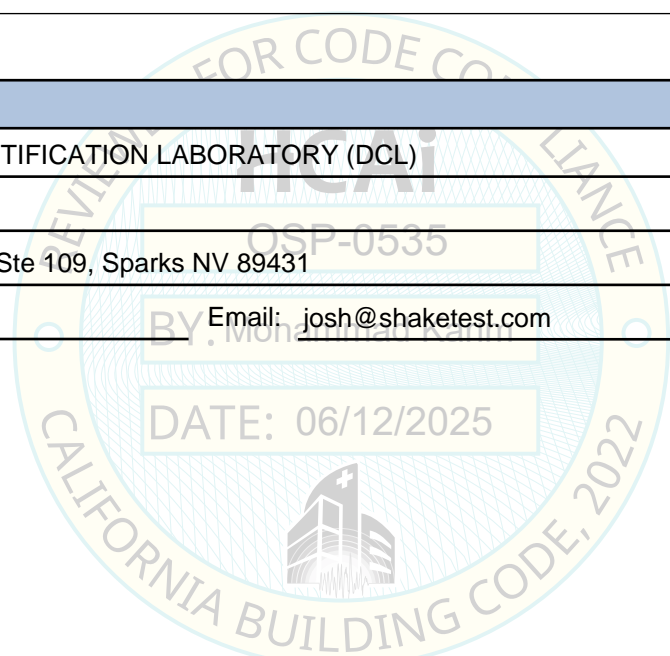 REVIEWED FOR CODE COMPLIANCE
HCAi
TIFICATION LABORATORY (DCL)
OSP-0535
Ste 109, Sparks NV 89431
Email: josh@shaketest.com
BY: Mohammad Karim
DATE: 06/12/2025
CALIFORNIA BUILDING CODE, 2022